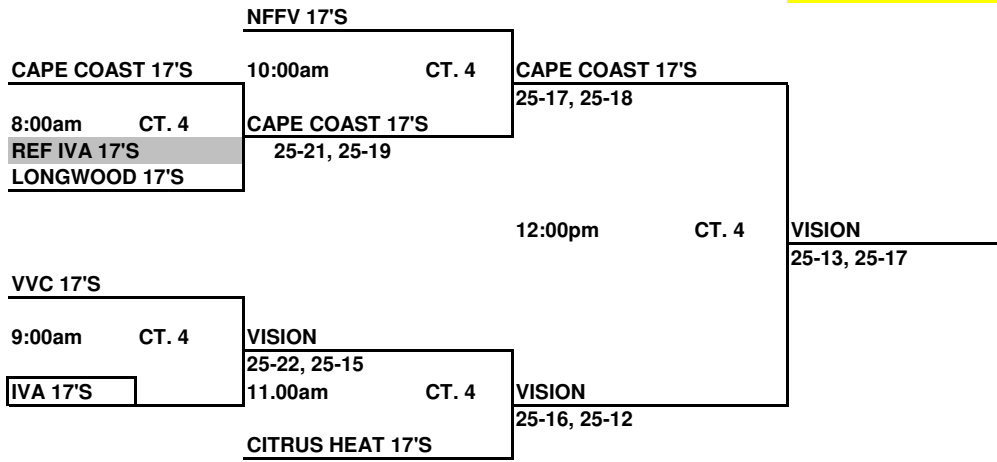 NFFV 17'S
CAPE COAST 17'S 10:00am CT. 4 CAPE COAST 17'S
25-17, 25-18
8:00am CT. 4 CAPE COAST 17'S
REF IVA 17'S 25-21, 25-19
LONGWOOD 17'S
12:00pm CT. 4 VISION
25-13, 25-17
VVC 17'S
9:00am CT. 4 VISION
25-22, 25-15
IVA 17'S 11.00am CT. 4 VISION
25-16, 25-12
CITRUS HEAT 17'S